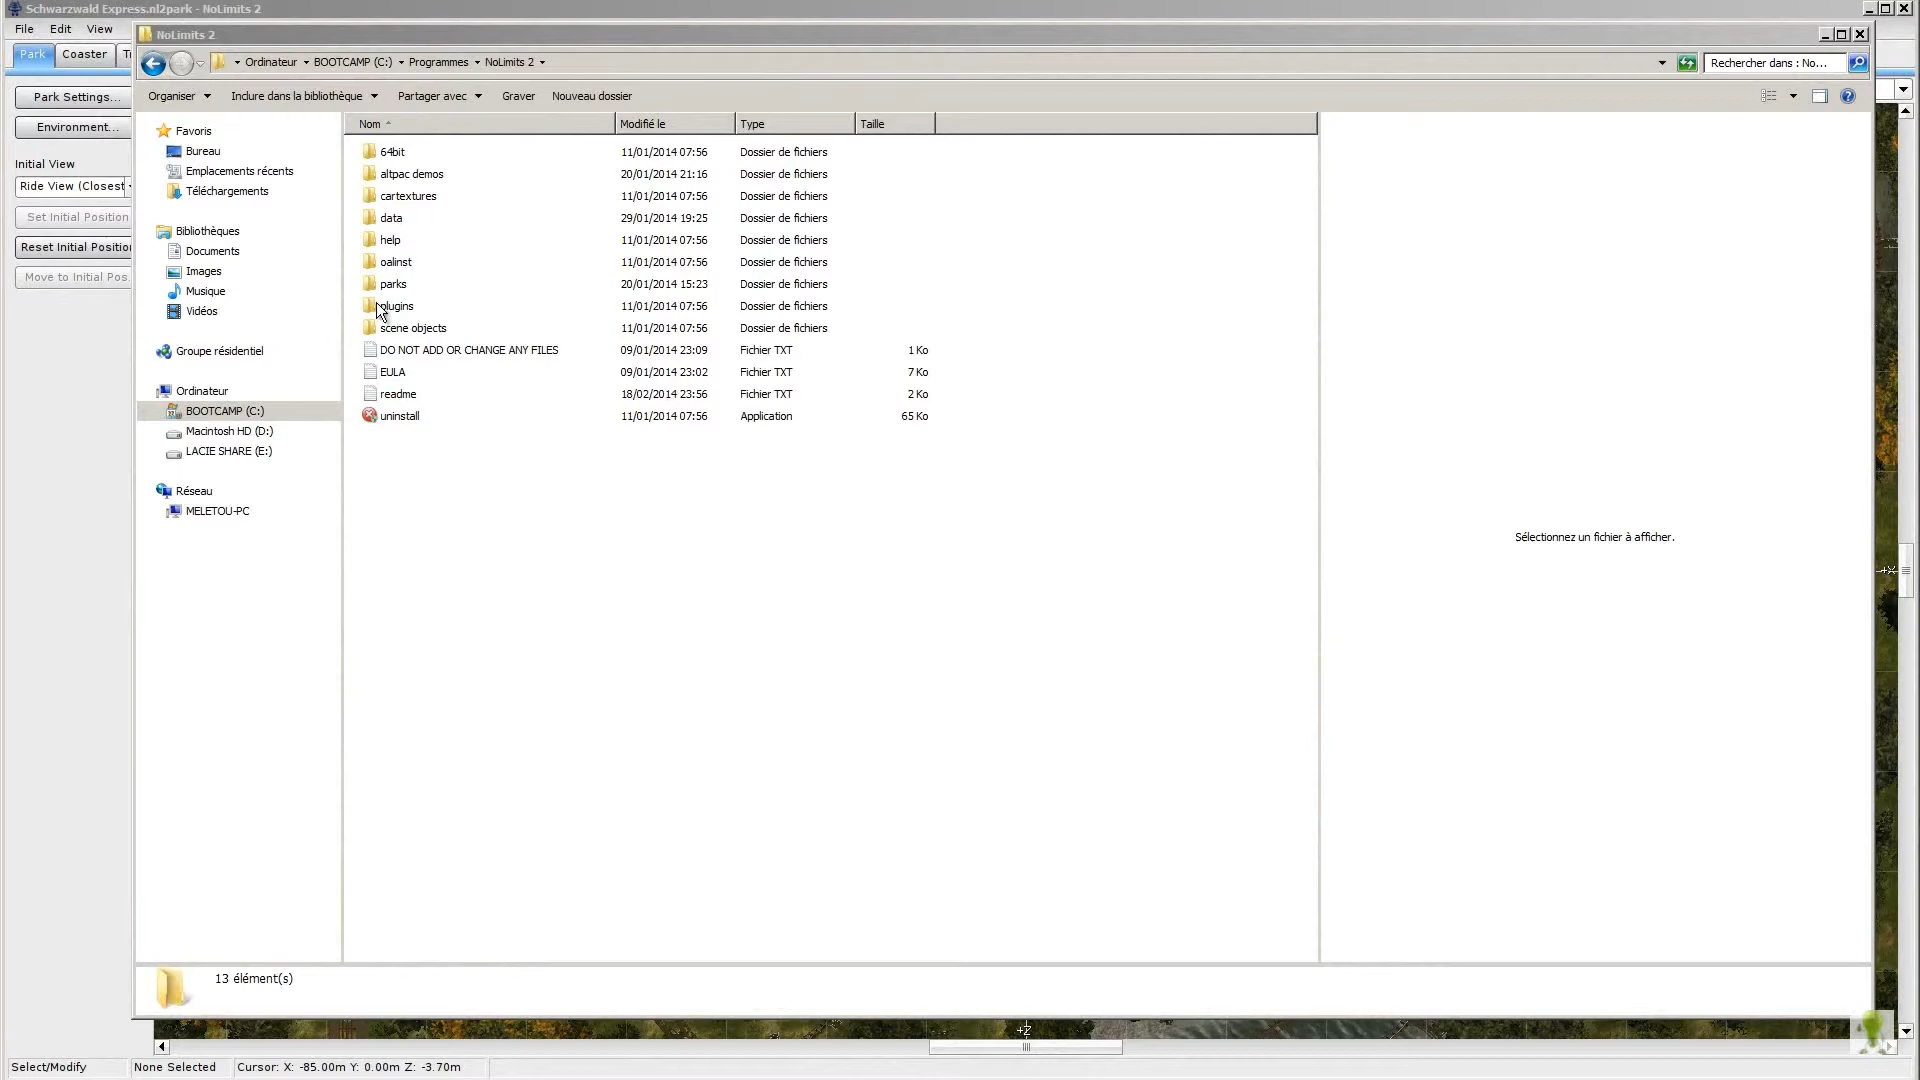 Schwarzwald Express.nl2park - NoLimits 2
File Edit View
NoLimits 2
Park Coaster
Ordinateur BOOTCAMP (C:) Programmes NoLimits 2
Rechercher dans : No...
Organiser Inclure dans la bibliothèque Partager avec Graver Nouveau dossier
Park Settings...
Environment...
Initial View
Ride View (Closest
Set Initial Position
Reset Initial Position
Move to Initial Pos.
Favoris
Bureau
Emplacements récents
Téléchargements
Bibliothèques
Documents
Images
Musique
Vidéos
Groupe résidentiel
Ordinateur
BOOTCAMP (C:)
Macintosh HD (D:)
LACIE SHARE (E:)
Réseau
MELETOU-PC
Nom Modifié le Type Taille
64bit 11/01/2014 07:56 Dossier de fichiers
altpac demos 20/01/2014 21:16 Dossier de fichiers
cartextures 11/01/2014 07:56 Dossier de fichiers
data 29/01/2014 19:25 Dossier de fichiers
help 11/01/2014 07:56 Dossier de fichiers
oalinst 11/01/2014 07:56 Dossier de fichiers
parks 20/01/2014 15:23 Dossier de fichiers
plugins 11/01/2014 07:56 Dossier de fichiers
scene objects 11/01/2014 07:56 Dossier de fichiers
DO NOT ADD OR CHANGE ANY FILES 09/01/2014 23:09 Fichier TXT 1 Ko
EULA 09/01/2014 23:02 Fichier TXT 7 Ko
readme 18/02/2014 23:56 Fichier TXT 2 Ko
uninstall 11/01/2014 07:56 Application 65 Ko
Sélectionnez un fichier à afficher.
+X
13 élément(s)
+Z
Select/Modify None Selected Cursor: X: -85.00m Y: 0.00m Z: -3.70m